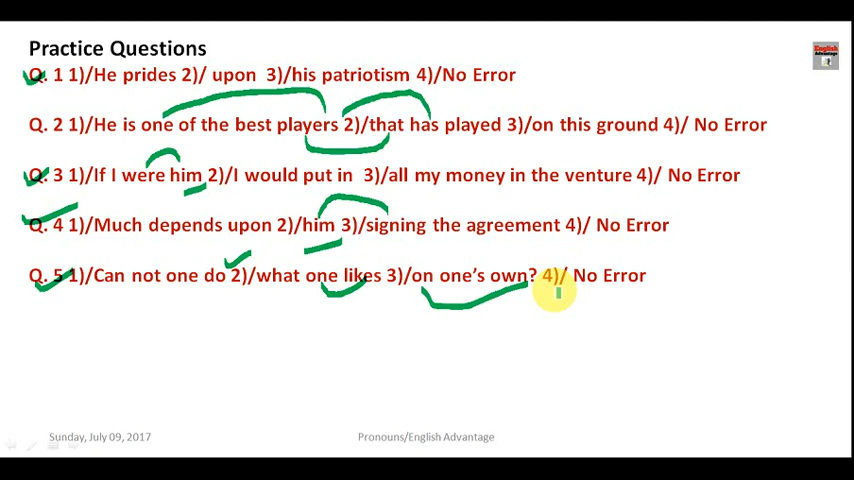 Practice Questions
English
Advantage
Q. 1 1)/He prides 2)/ upon 3)/his patriotism 4)/No Error
Q. 2 1)/He is one of the best players 2)/that has played 3)/on this ground 4)/ No Error
Q. 3 1)/If I were him 2)/I would put in 3)/all my money in the venture 4)/ No Error
Q. 4 1)/Much depends upon 2)/him 3)/signing the agreement 4)/ No Error
Q. 5 1)/Can not one do 2)/what one likes 3)/on one's own? 4)/ No Error
Sunday, July 09, 2017
Pronouns/English Advantage